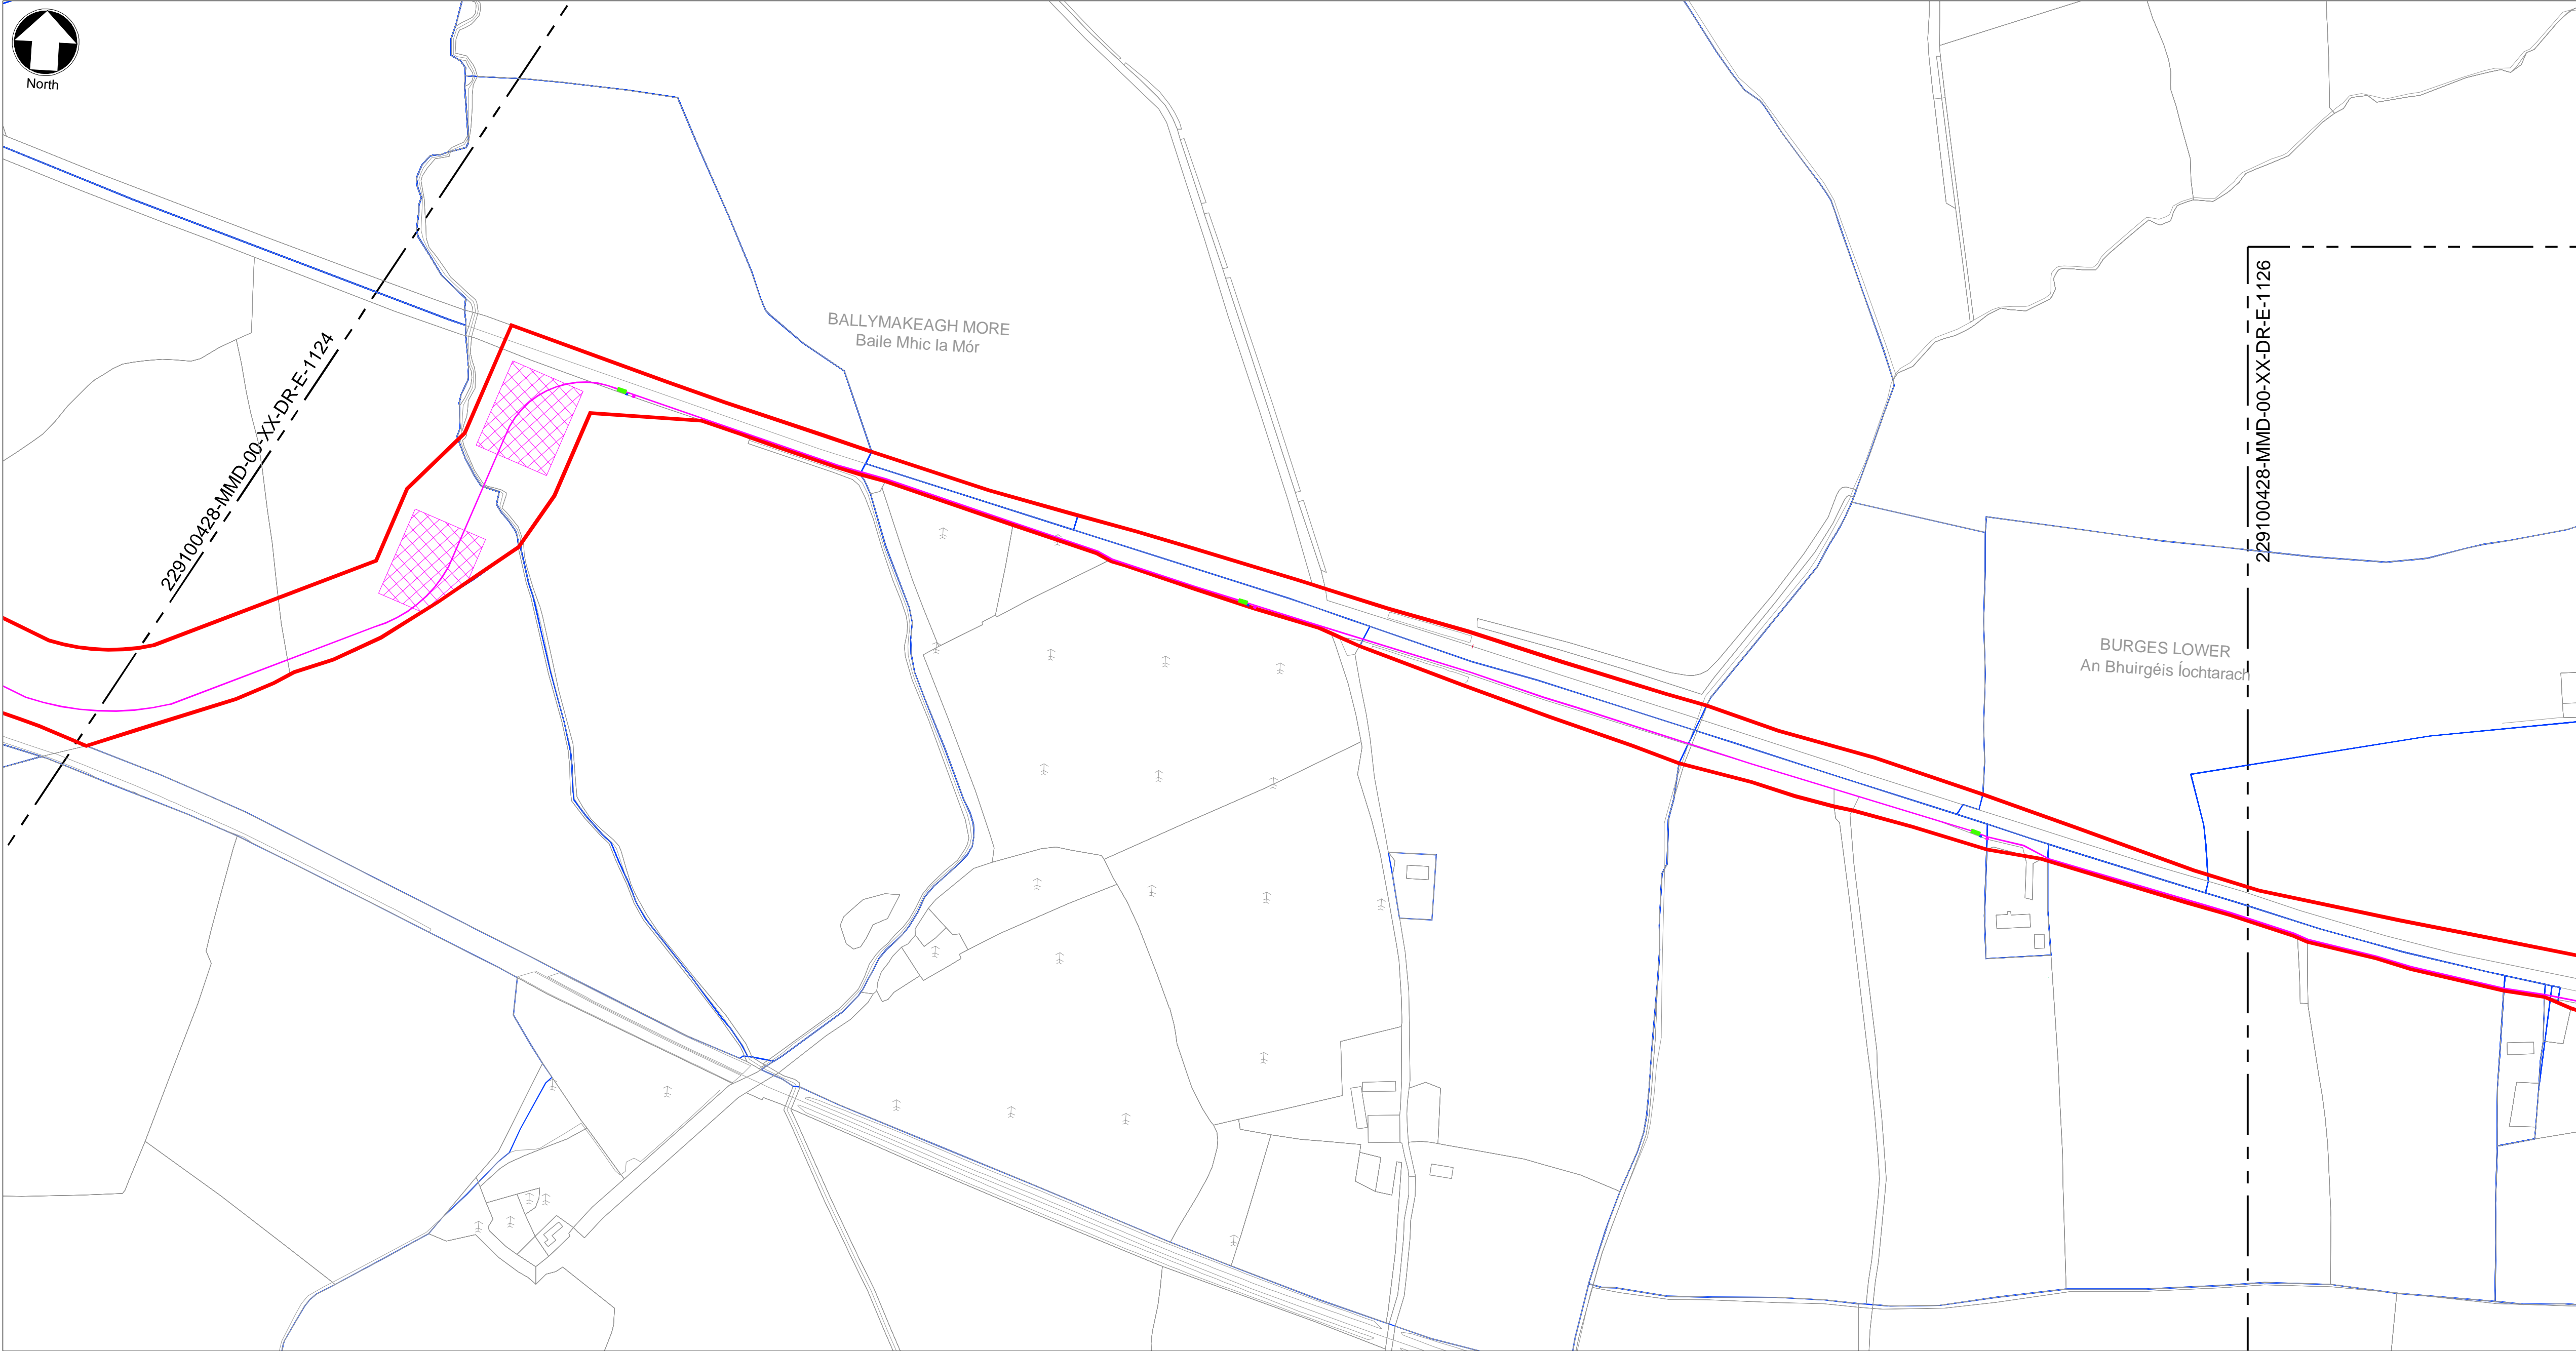 North
229100428-MMD-00-XX-DR-E-1124
BALLYMAKEAGH MORE
Baile Mhic Ia Mór
229100428-MMD-00-XX-DR-E-1126
BURGES LOWER
An Bhuirgéis Íochtarach